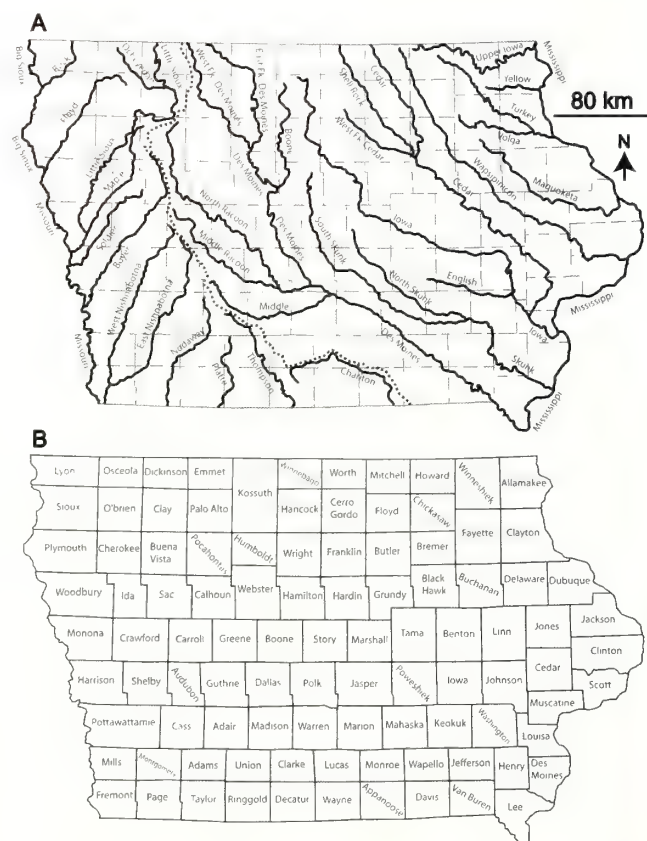 A
Big Sioux
Rock
Little Sioux
West Fk. Des Moines
East Fk. Des Moines
Boone
Shell Rock
Cedar
Upper Iowa
Mississippi
Yellow
Turkey
80 km
N
Volga
Floyd
Big Sioux
Little Sioux
Maple
Des Moines
West Fk. Cedar
Cedar
Wapsipinicon
Maquoketa
Missouri
Soldier
Boyer
North Racoon
Middle Racoon
Des Moines
South Skunk
Iowa
North Skunk
English
West Nishnabotna
East Nishnabotna
Nodaway
Middle
Des Moines
Mississippi
Iowa
Missouri
Platte
Thompson
Chariton
Skunk
Mississippi
B
Lyon Osceola Dickinson Emmet Kossuth Winnebago Worth Mitchell Howard Winneshiek Allamakee
Sioux O'brien Clay Palo Alto Hancock Cerro Gordo Floyd Chickasaw
Fayette Clayton
Plymouth Cherokee Buena Vista Pocahontas Humboldt Wright Franklin Butler Bremer
Woodbury Ida Sac Calhoun Webster Hamilton Hardin Grundy Black Hawk Buchanan Delaware Dubuque
Monona Crawford Carroll Greene Boone Story Marshall Tama Benton Linn Jones Jackson
Clinton
Harrison Shelby Audubon Guthrie Dallas Polk Jasper Poweshiek Iowa Johnson Cedar Scott
Muscatine
Pottawattamie Cass Adair Madison Warren Marion Mahaska Keokuk Washington Louisa
Mills Montgomery Adams Union Clarke Lucas Monroe Wapello Jefferson Henry Des Moines
Fremont Page Taylor Ringgold Decatur Wayne Appanoose Davis Van Buren Lee